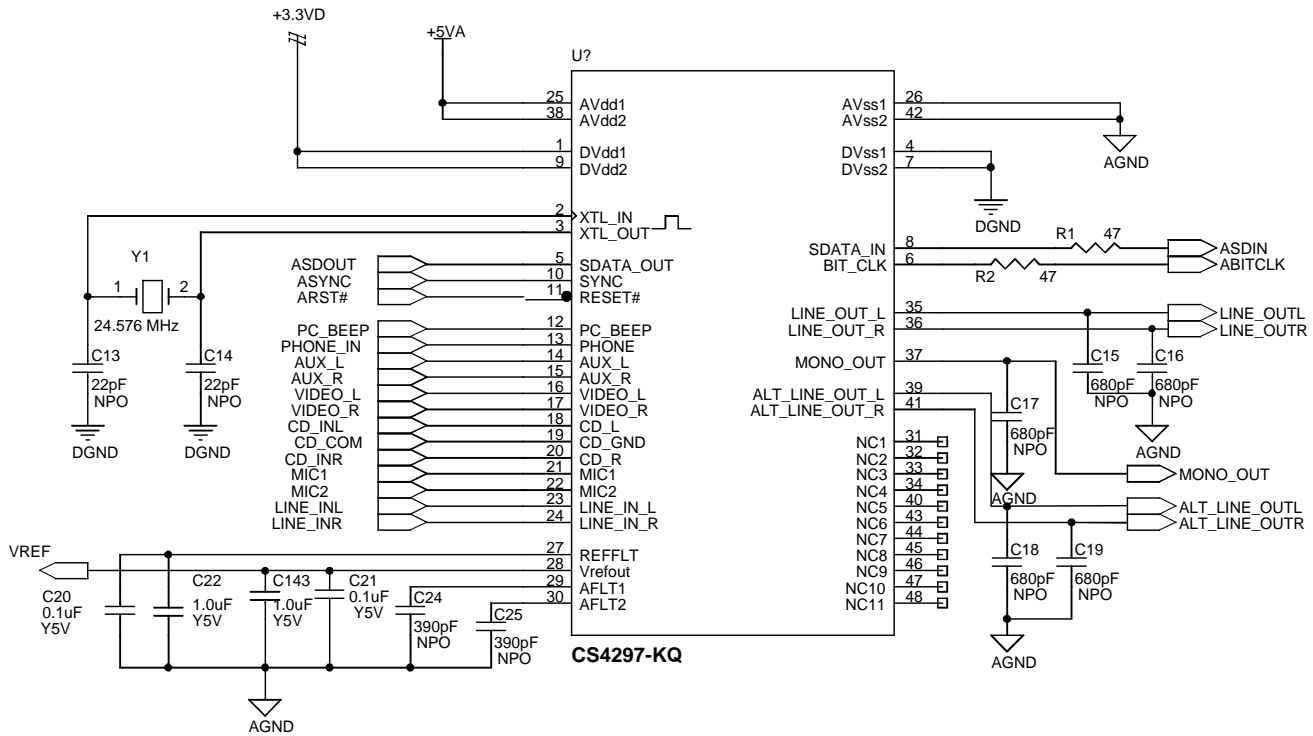 +3.3VD
+5VA
U?
25 AVdd1
38 AVdd2
1 DVdd1
9 DVdd2
2 XTL_IN
3 XTL_OUT
ASDOUT 5 SDATA_OUT
ASYNC 10 SYNC
ARST# 11 RESET#
PC_BEEP 12 PC_BEEP
PHONE_IN 13 PHONE
AUX_L 14 AUX_L
AUX_R 15 AUX_R
VIDEO_L 16 VIDEO_L
VIDEO_R 17 VIDEO_R
CD_INL 18 CD_L
CD_COM 19 CD_GND
CD_INR 20 CD_R
MIC1 21 MIC1
MIC2 22 MIC2
LINE_INL 23 LINE_IN_L
LINE_INR 24 LINE_IN_R
27 REFFLT
VREF 28 Vrefout
29 AFLT1
30 AFLT2
Y1
1 2
24.576 MHz
C13
22pF
NPO
DGND
C14
22pF
NPO
DGND
C20
0.1uF
Y5V
C22
1.0uF
Y5V
C143
1.0uF
Y5V
C21
0.1uF
Y5V
C24
390pF
NPO
C25
390pF
NPO
AGND
CS4297-KQ
AVss1 26
AVss2 42
AGND
DVss1 4
DVss2 7
DGND
SDATA_IN 8 R1 47 ASDIN
BIT_CLK 6 R2 47 ABITCLK
LINE_OUT_L 35 LINE_OUTL
LINE_OUT_R 36 LINE_OUTR
MONO_OUT 37
ALT_LINE_OUT_L 39
ALT_LINE_OUT_R 41
C15
680pF
NPO
C16
680pF
NPO
AGND
C17
680pF
NPO
AGND
MONO_OUT
ALT_LINE_OUTL
ALT_LINE_OUTR
NC1 31
NC2 32
NC3 33
NC4 34
NC5 40
NC6 43
NC7 44
NC8 45
NC9 46
NC10 47
NC11 48
C18
680pF
NPO
C19
680pF
NPO
AGND